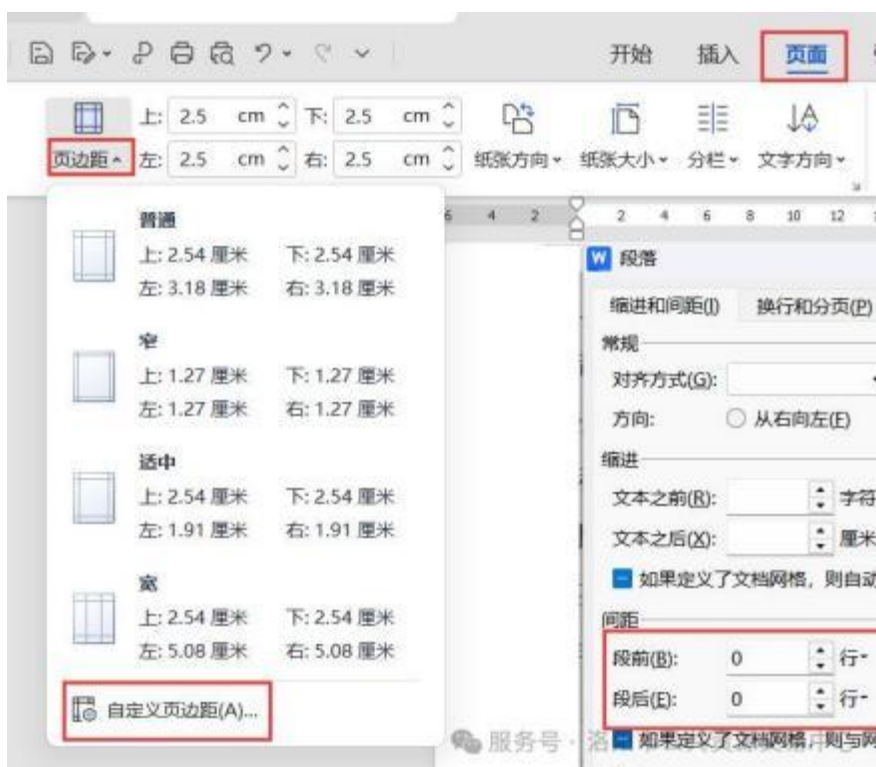 开始 插入 页面
上: 2.5 cm 下: 2.5 cm
页边距 左: 2.5 cm 右: 2.5 cm 纸张方向 纸张大小 分栏 文字方向
6 4 2 2 4 6 8 10 12
普通
上: 2.54 厘米 下: 2.54 厘米
左: 3.18 厘米 右: 3.18 厘米
窄
上: 1.27 厘米 下: 1.27 厘米
左: 1.27 厘米 右: 1.27 厘米
适中
上: 2.54 厘米 下: 2.54 厘米
左: 1.91 厘米 右: 1.91 厘米
宽
上: 2.54 厘米 下: 2.54 厘米
左: 5.08 厘米 右: 5.08 厘米
自定义页边距(A)...
W 段落
缩进和间距(I) 换行和分页(P)
常规
对齐方式(G):
方向: 从右向左(F)
缩进
文本之前(R): 字符
文本之后(X): 厘米
如果定义了文档网格，则自动
间距
段前(B): 0 行
段后(E): 0 行
如果定义了文档网格，则与网
服务号 · 洛